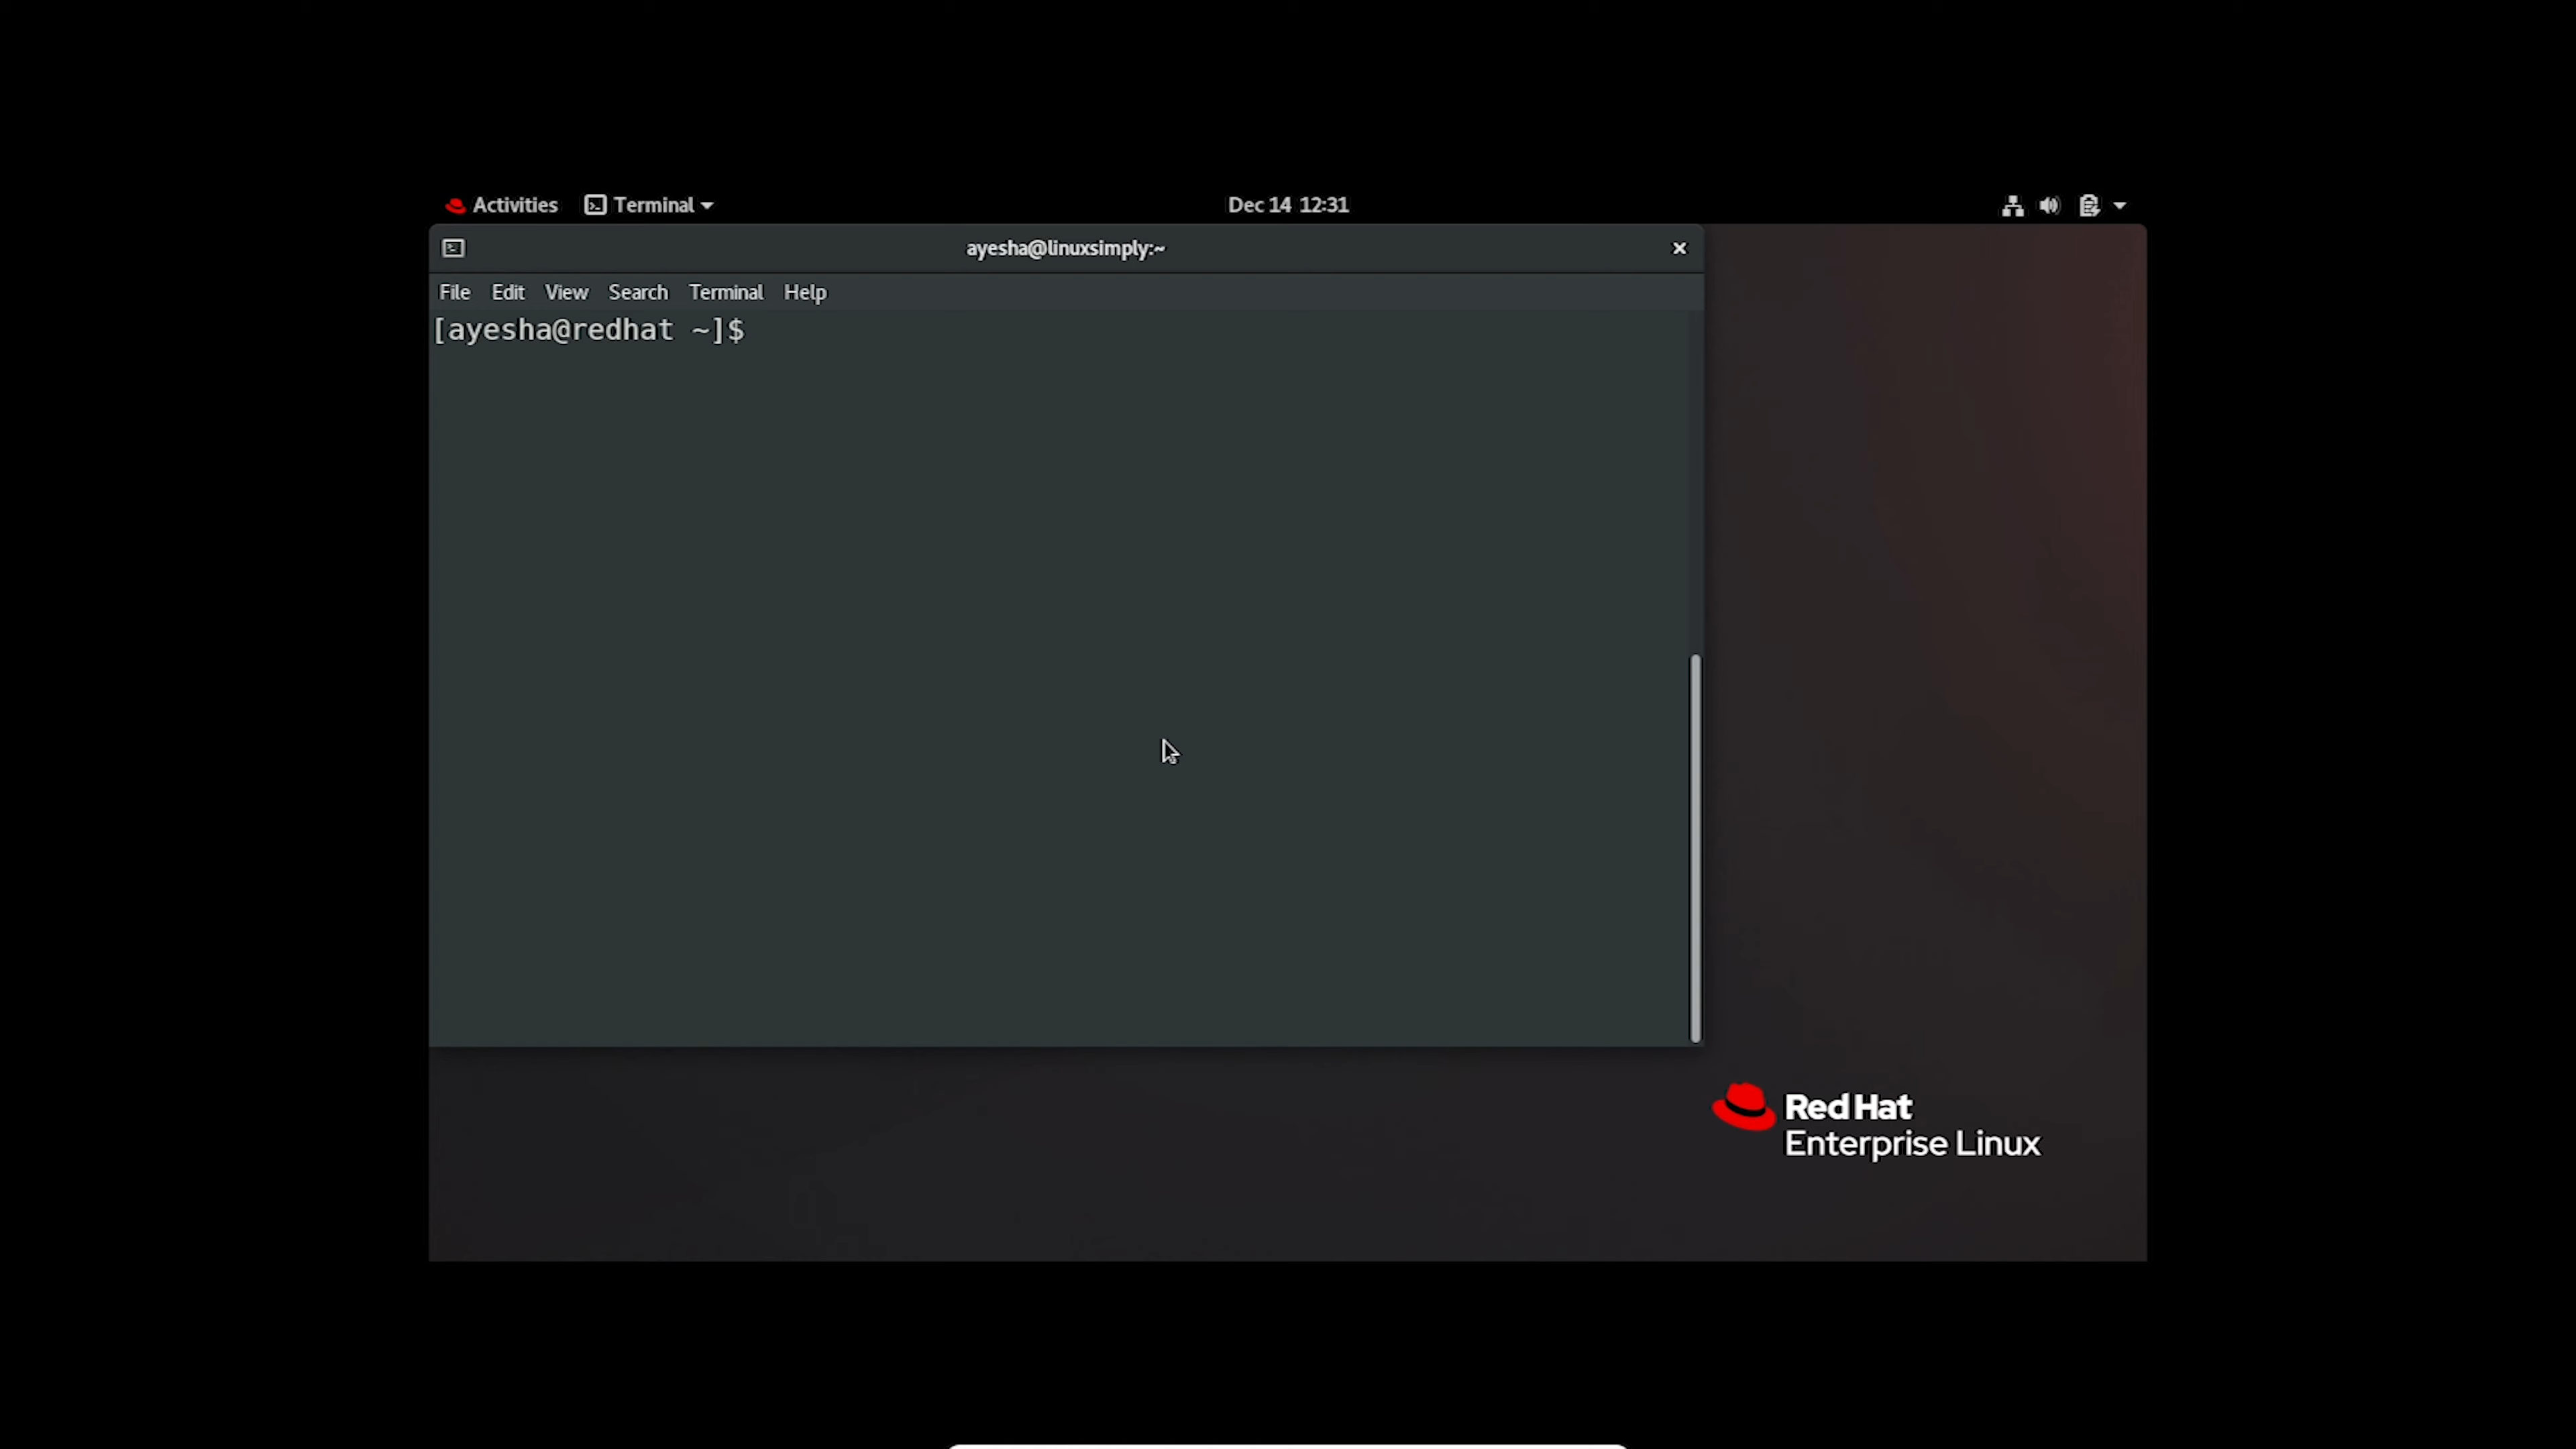 Activities Terminal Dec 14 12:31
ayesha@linuxsimply:~
File Edit View Search Terminal Help
[ayesha@redhat ~]$
Red Hat
Enterprise Linux